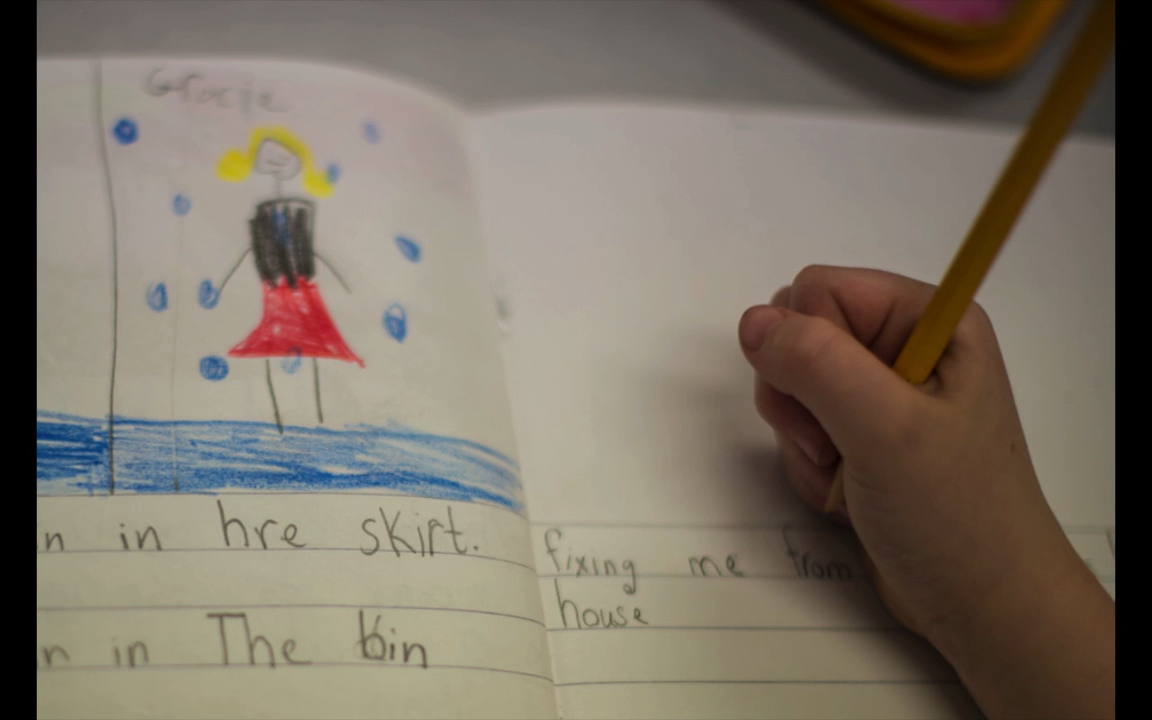 Gracie
n in hre skirt.
n in The bin
fixing me from
house